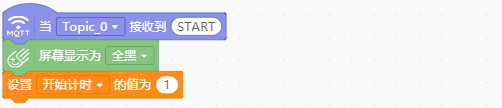 MQTT 当 Topic_0 接收到 START
屏幕显示为 全黑
设置 开始计时 的值为 1